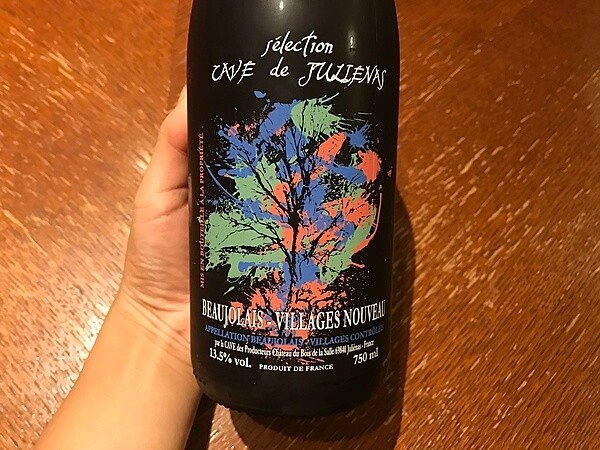 sélection
CAVE de JULIÉNAS
MIS EN BOUTEILLE À LA PROPRIÉTÉ
BEAUJOLAIS - VILLAGES NOUVEAU
APPELLATION BEAUJOLAIS - VILLAGES CONTRÔLÉE
par la CAVE des Producteurs Château du Bois de la Salle 69840 Juliénas - France
13.5% vol. 750 ml
PRODUIT DE FRANCE